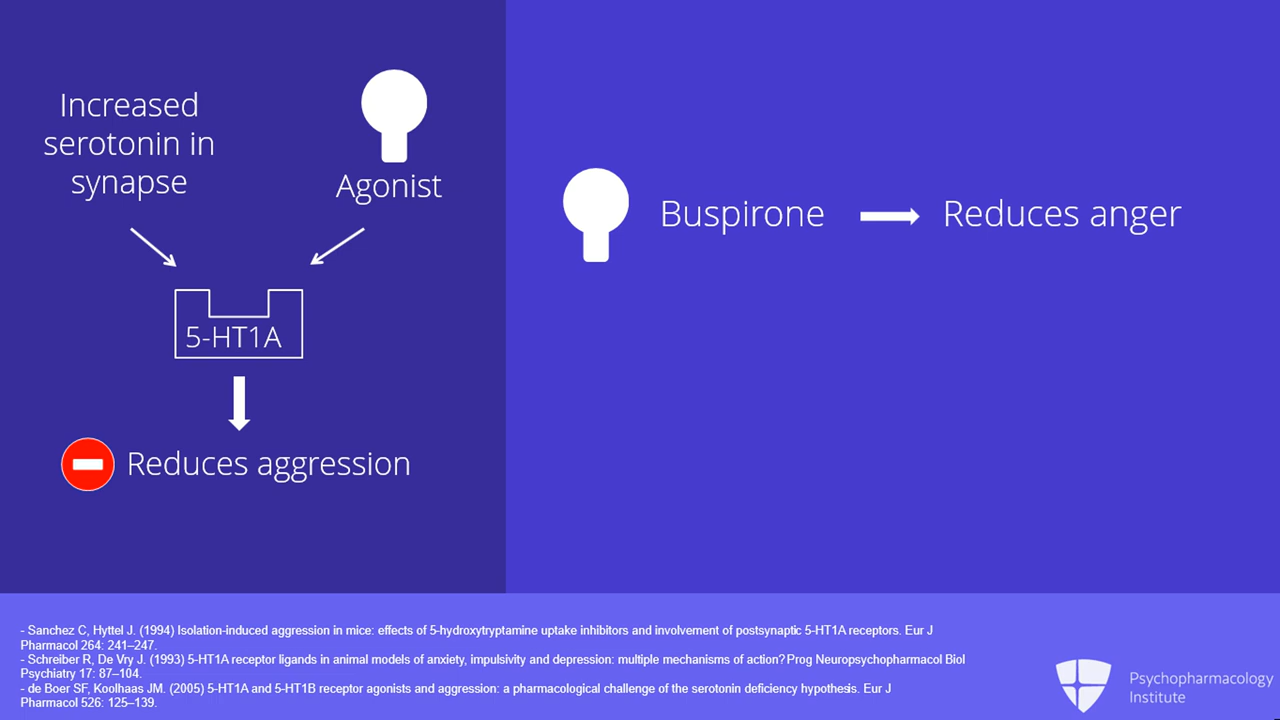 Increased
serotonin in
synapse
Agonist
5-HT1A
Reduces aggression
Buspirone
Reduces anger
- Sanchez C, Hyttel J. (1994) Isolation-induced aggression in mice: effects of 5-hydroxytryptamine uptake inhibitors and involvement of postsynaptic 5-HT1A receptors. Eur J
Pharmacol 264: 241–247.
- Schreiber R, De Vry J. (1993) 5-HT1A receptor ligands in animal models of anxiety, impulsivity and depression: multiple mechanisms of action? Prog Neuropsychopharmacol Biol
Psychiatry 17: 87–104.
- de Boer SF, Koolhaas JM. (2005) 5-HT1A and 5-HT1B receptor agonists and aggression: a pharmacological challenge of the serotonin deficiency hypothesis. Eur J
Pharmacol 526: 125–139.
Psychopharmacology
Institute